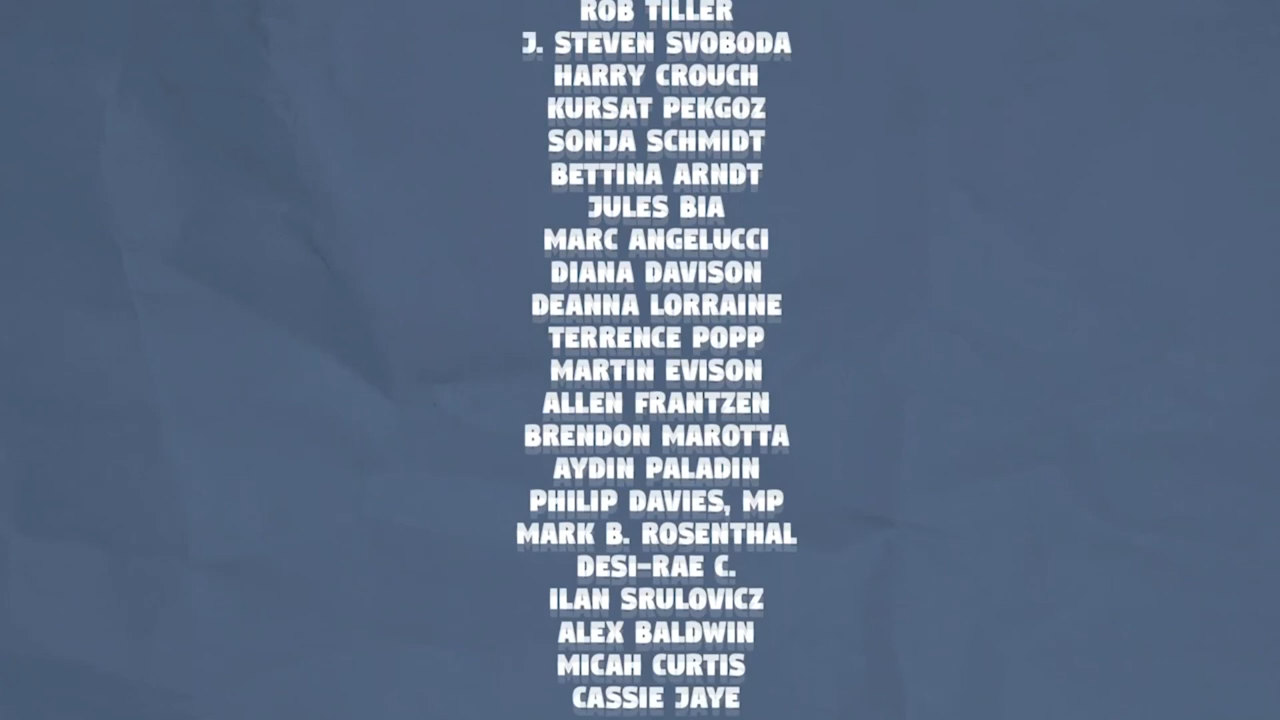 ROB TILLER
J. STEVEN SVOBODA
HARRY CROUCH
KURSAT PEKGOZ
SONJA SCHMIDT
BETTINA ARNDT
JULES BIA
MARC ANGELUCCI
DIANA DAVISON
DEANNA LORRAINE
TERRENCE POPP
MARTIN EVISON
ALLEN FRANTZEN
BRENDON MAROTTA
AYDIN PALADIN
PHILIP DAVIES, MP
MARK B. ROSENTHAL
DESI-RAE C.
ILAN SRULOVICZ
ALEX BALDWIN
MICAH CURTIS
CASSIE JAYE